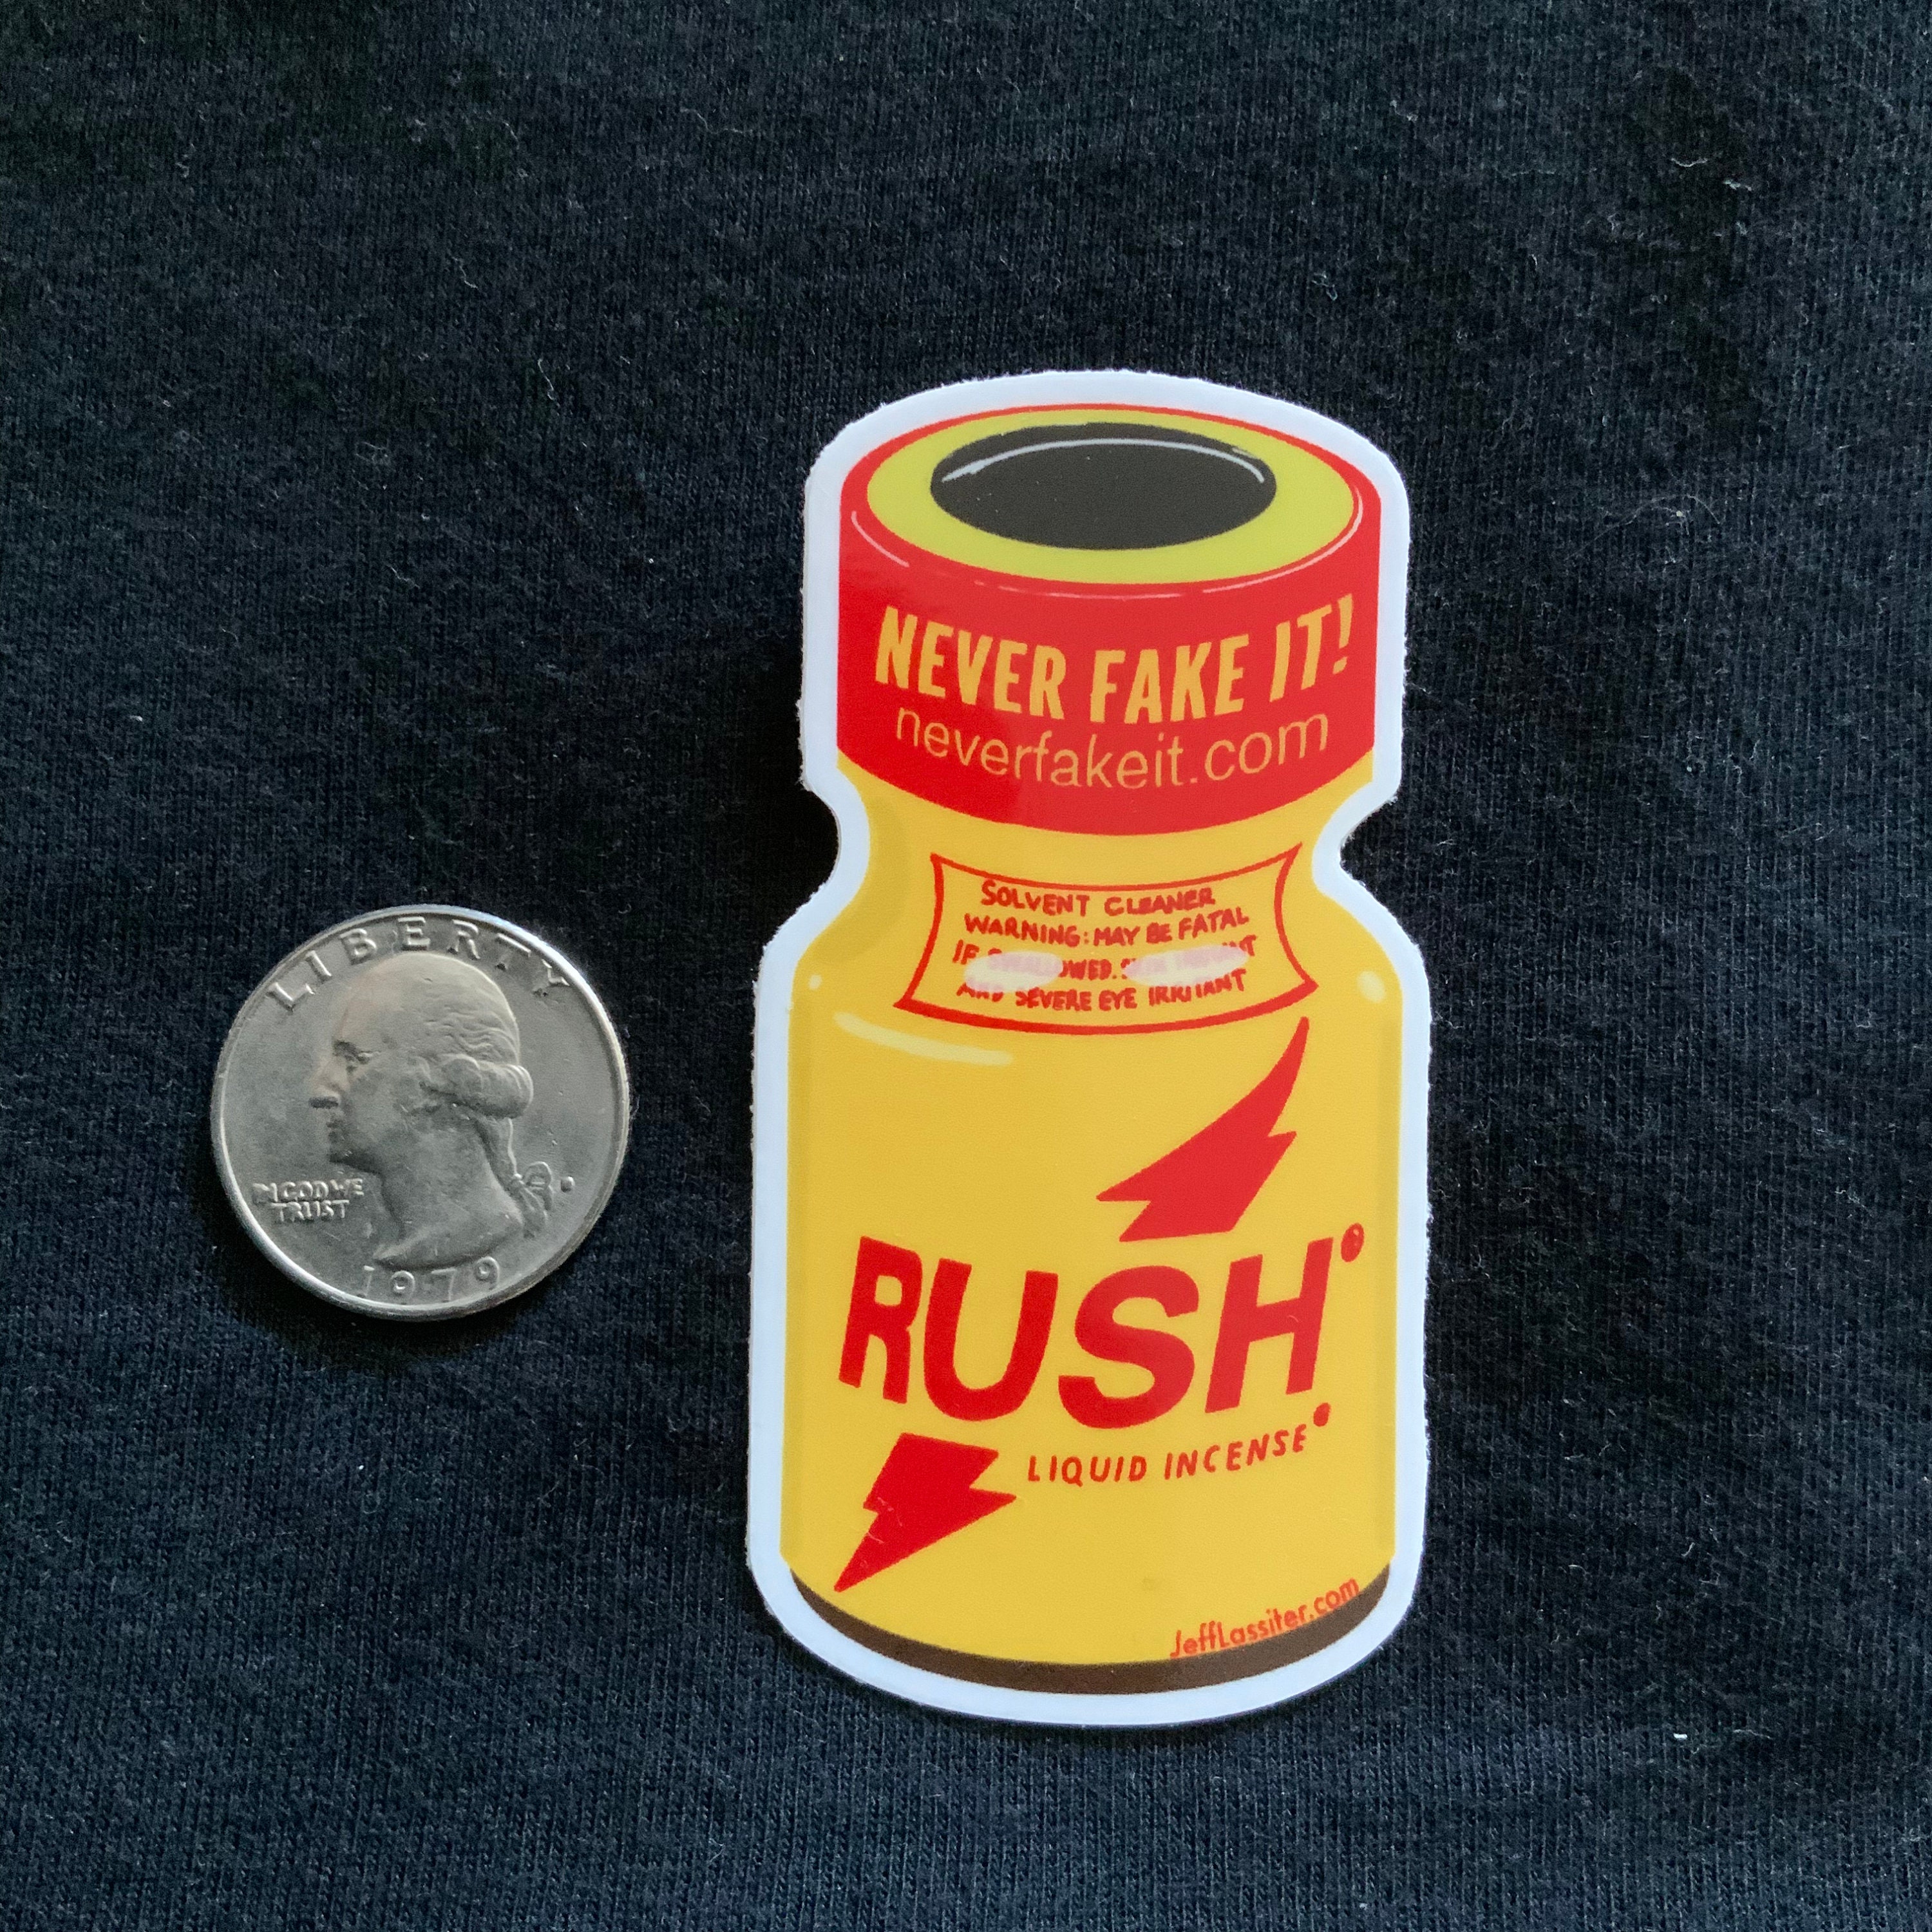 NEVER FAKE IT!
neverfakeit.com
SOLVENT CLEANER
WARNING: MAY BE FATAL
IF SWALLOWED.
AND SEVERE EYE IRRITANT
RUSH
LIQUID INCENSE
JeffLassiter.com
LIBERTY
IN GOD WE
TRUST
1979